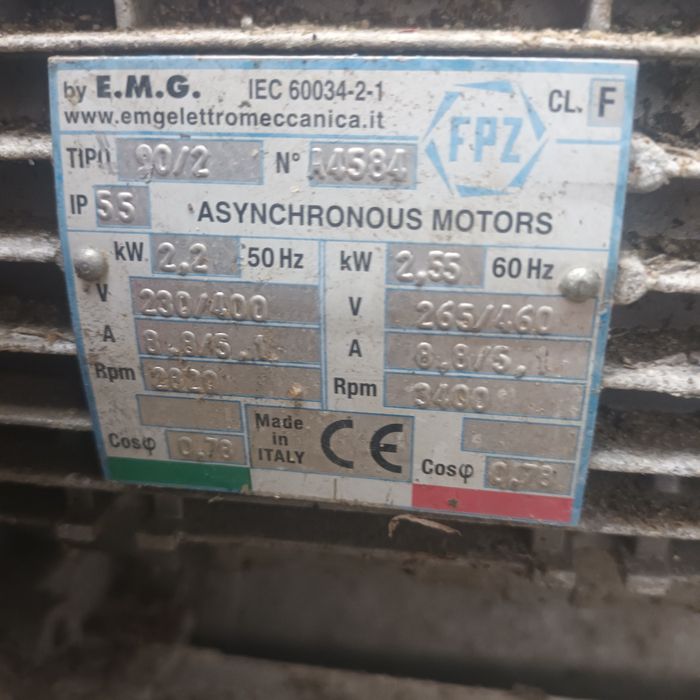 by E.M.G. IEC 60034-2-1 CL. F
www.emgelettromeccanica.it
FPZ
TIPO 90/2 N° A4584
IP 55 ASYNCHRONOUS MOTORS
kW 2,2 50 Hz kW 2,55 60 Hz
V 230/400 V 265/460
A 8.8/5.1 A 8.8/5,1
Rpm Rpm 3400
Made in ITALY CE
Cosφ 0.78 Cosφ 0,78